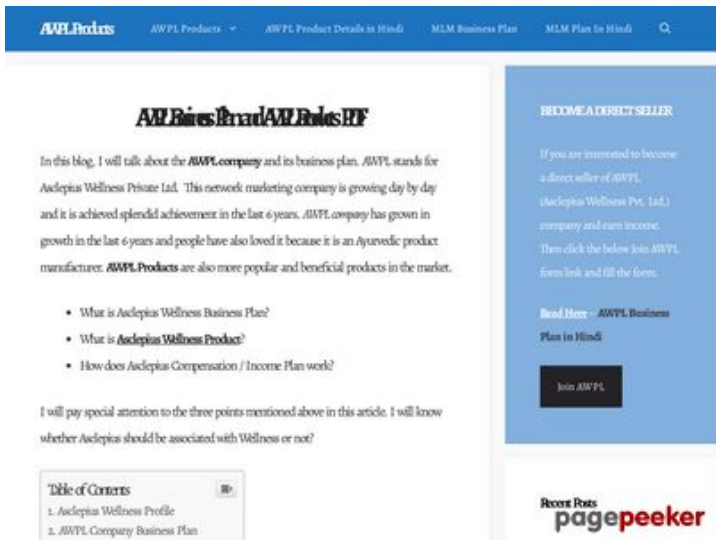 AWPL Products
AWPL Products
AWPL Product Details in Hindi
MLM Business Plan
MLM Plan In Hindi
AWPL Business Plan and AWPL Products PDF
In this blog, I will talk about the AWPL company and its business plan. AWPL stands for
Asclepius Wellness Private Ltd. This network marketing company is growing day by day
and it is achieved splendid achievement in the last 6 years. AWPL company has grown in
growth in the last 6 years and people have also loved it because it is an Ayurvedic product
manufacturer. AWPL Products are also more popular and beneficial products in the market.
• What is Asclepius Wellness Business Plan?
• What is Asclepius Wellness Product?
• How does Asclepius Compensation / Income Plan work?
I will pay special attention to the three points mentioned above in this article. I will know
whether Asclepius should be associated with Wellness or not?
Table of Contents
1. Asclepius Wellness Profile
2. AWPL Company Business Plan
BECOME A DIRECT SELLER
If you are interested to become
a direct seller of AWPL
(Asclepius Wellness Pvt. Ltd.)
company and earn income.
Then click the below Join AWPL
form link and fill the form.
Read Here - AWPL Business
Plan in Hindi
Join AWPL
Recent Posts
pagepeeker